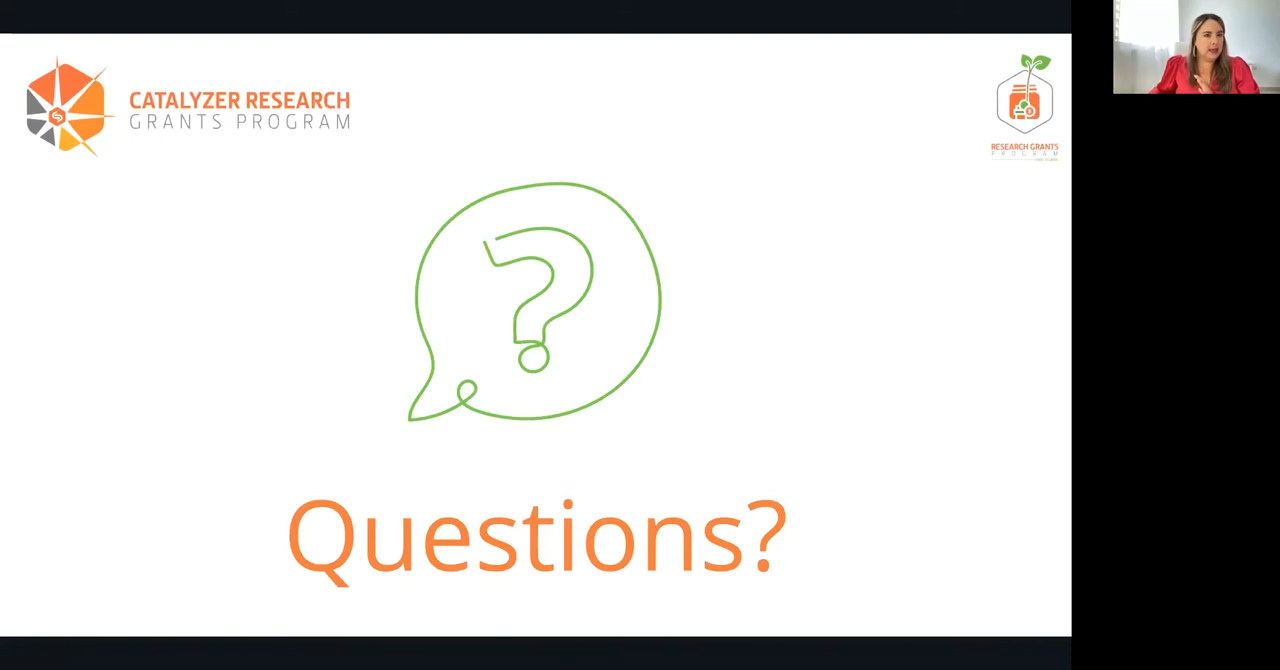 CATALYZER RESEARCH
GRANTS PROGRAM
RESEARCH GRANTS
PROGRAM
?
Questions?